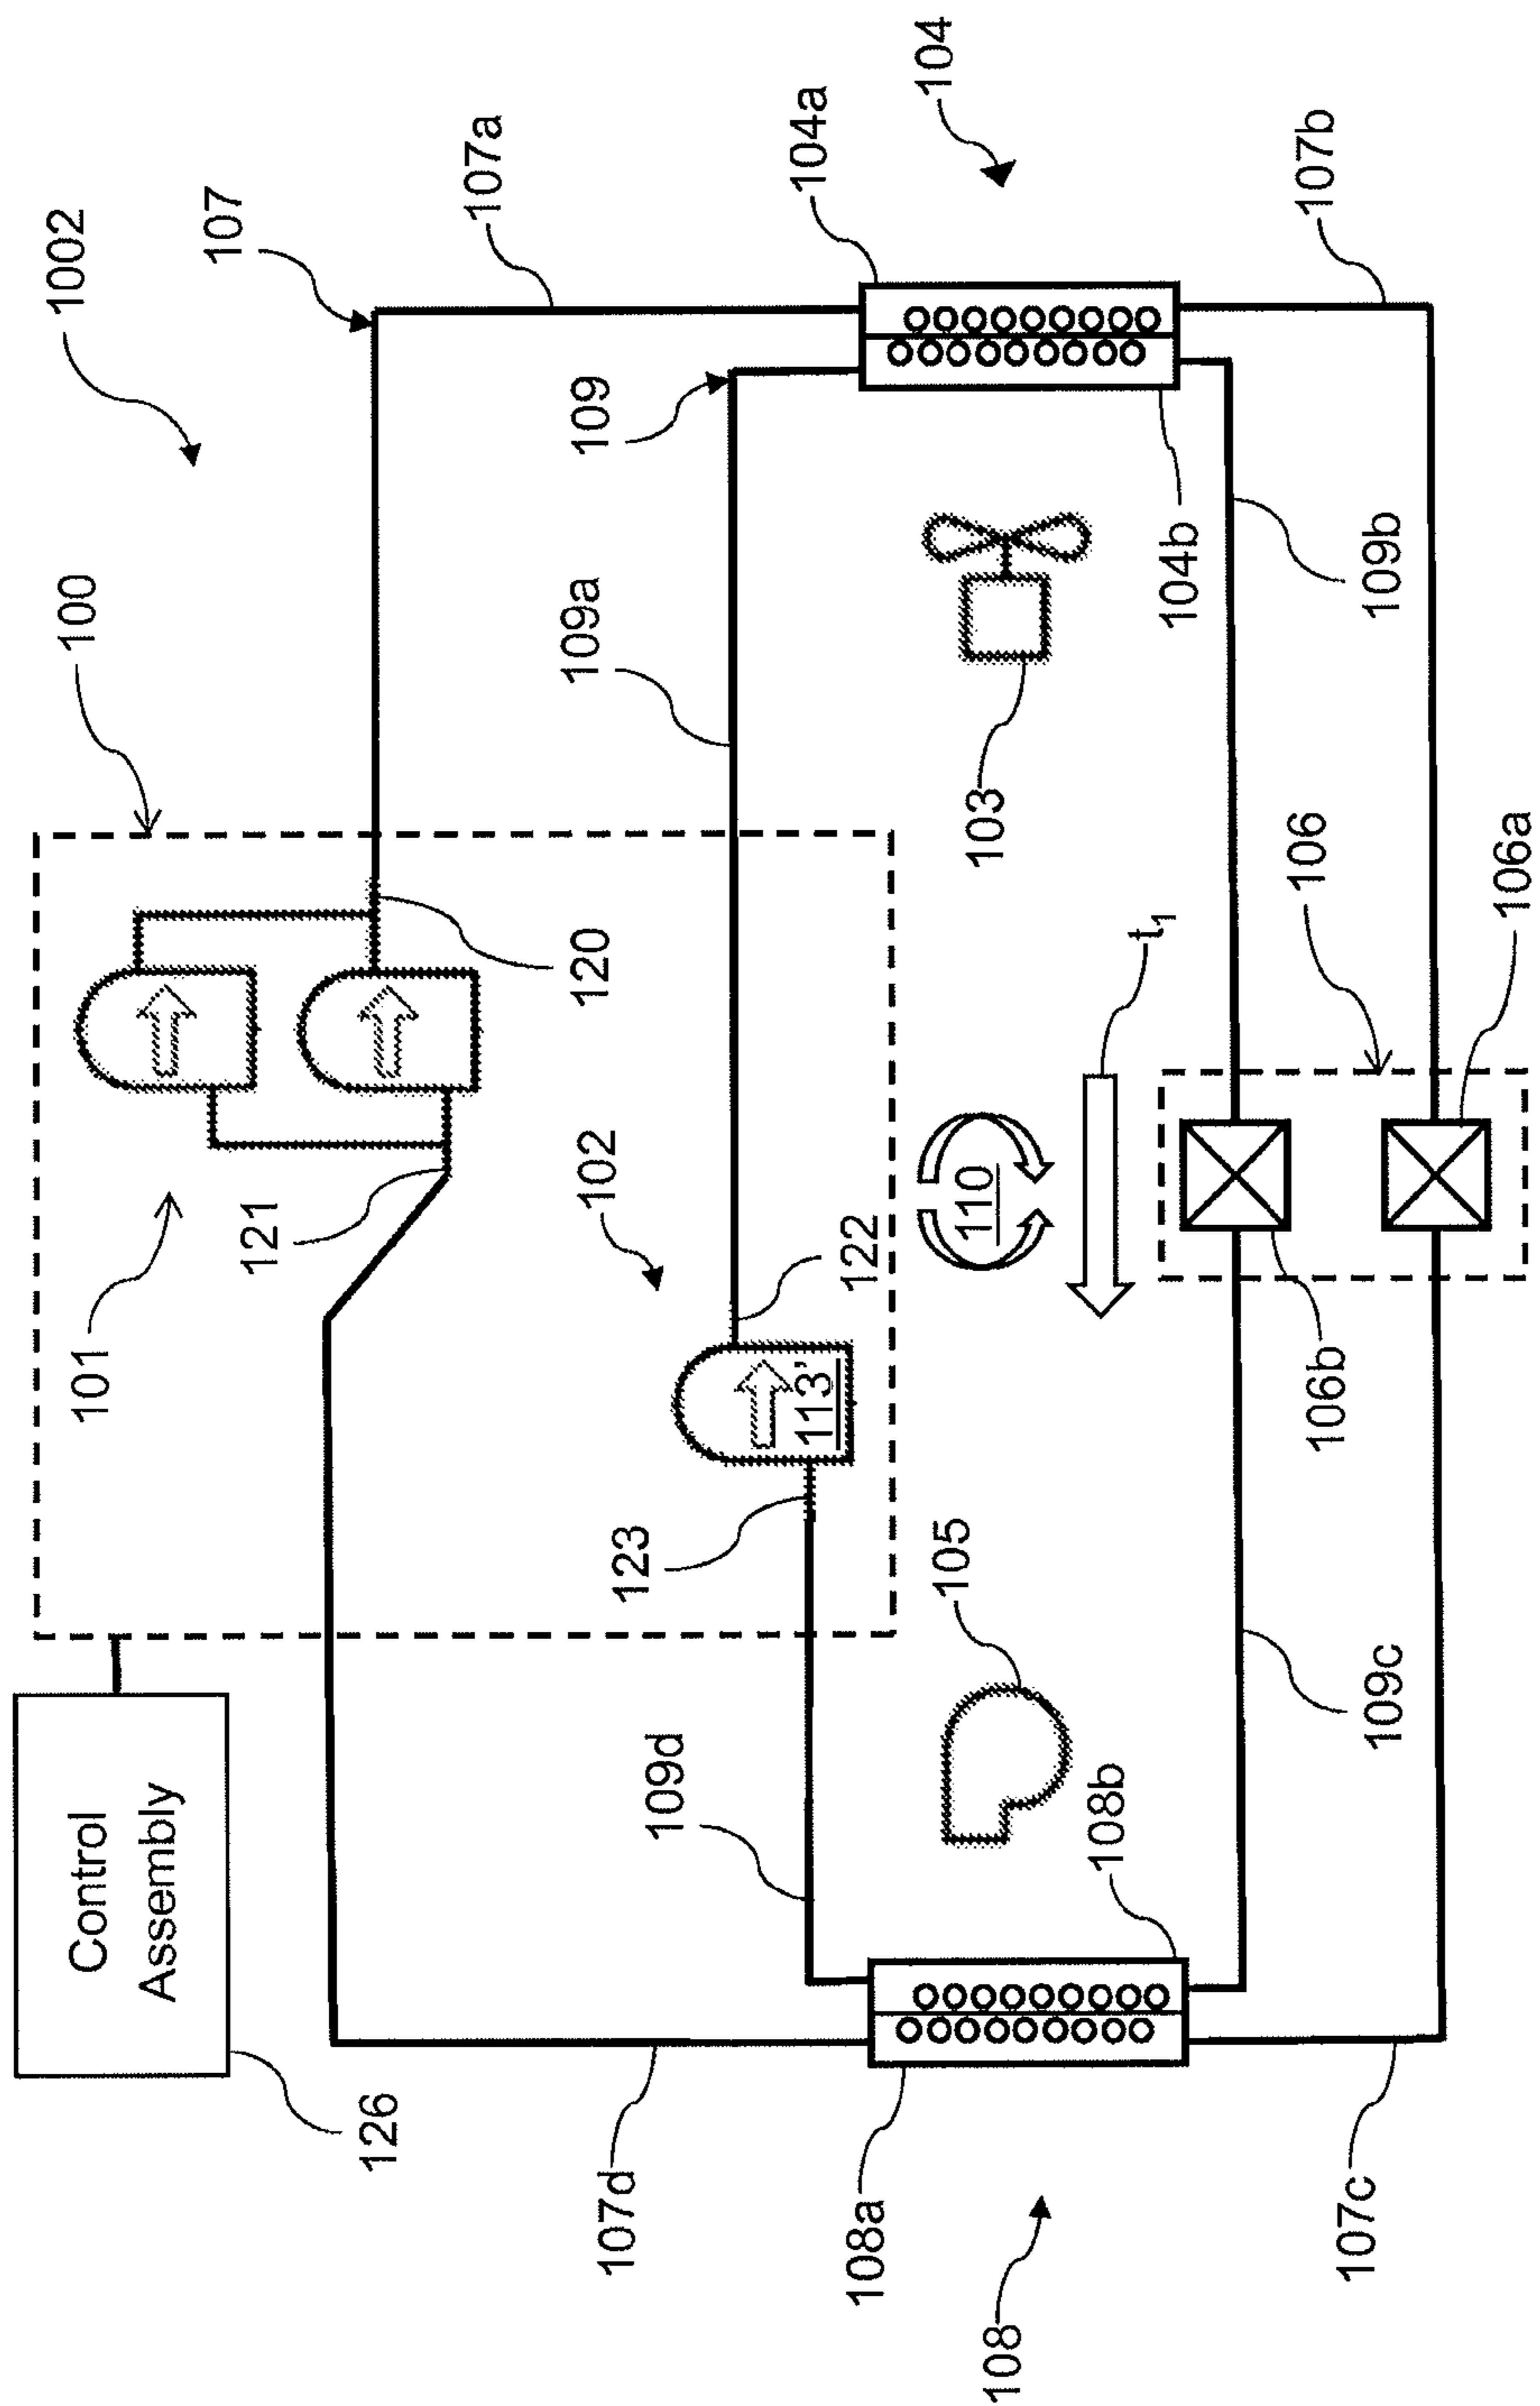 1002
107
107a
104
104a
107b
100
109
109a
104b
109b
103
120
106
106a
t1
101
121
102
122
110
113'
106b
123
105
Control
Assembly
126
109d
108b
109c
107d
108a
108
107c